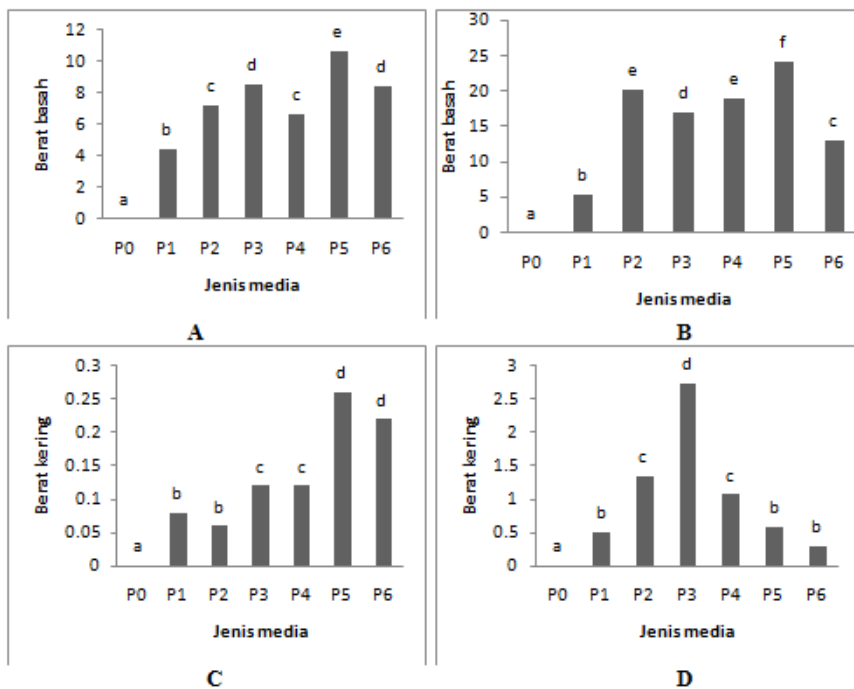 Berat basah
12
10
8
6
4
2
0
a
b
c
d
c
e
d
P0 P1 P2 P3 P4 P5 P6
Jenis media
A
Berat basah
30
25
20
15
10
5
0
a
b
e
d
e
f
c
P0 P1 P2 P3 P4 P5 P6
Jenis media
B
Berat kering
0.3
0.25
0.2
0.15
0.1
0.05
0
a
b
b
c
c
d
d
P0 P1 P2 P3 P4 P5 P6
Jenis media
C
Berat kering
3
2.5
2
1.5
1
0.5
0
a
b
c
d
c
b
b
P0 P1 P2 P3 P4 P5 P6
Jenis media
D